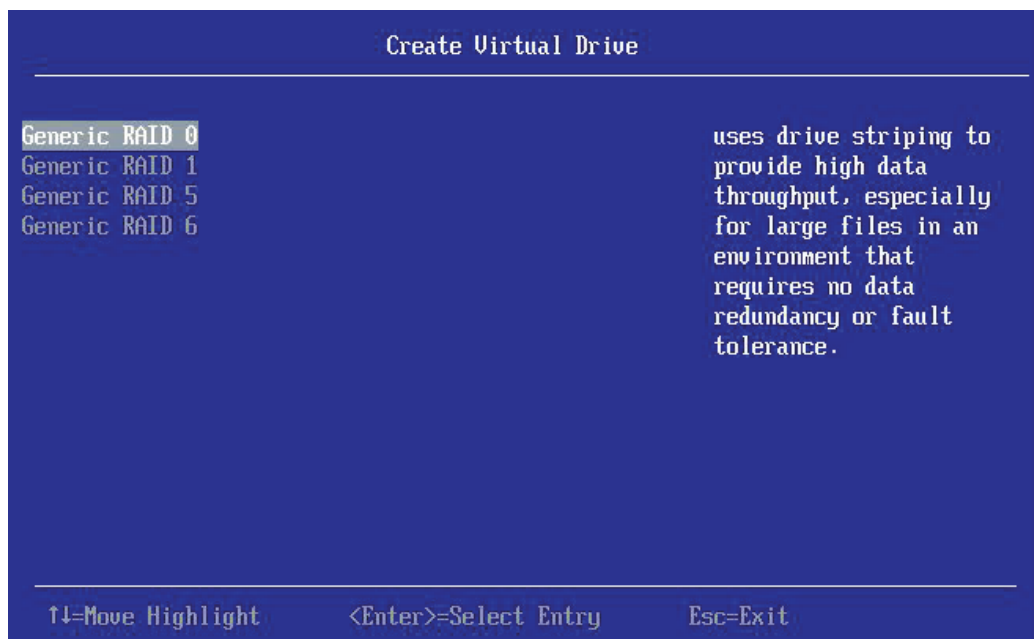 Create Virtual Drive
Generic RAID 0
Generic RAID 1
Generic RAID 5
Generic RAID 6
uses drive striping to
provide high data
throughput, especially
for large files in an
environment that
requires no data
redundancy or fault
tolerance.
↑↓=Move Highlight <Enter>=Select Entry Esc=Exit